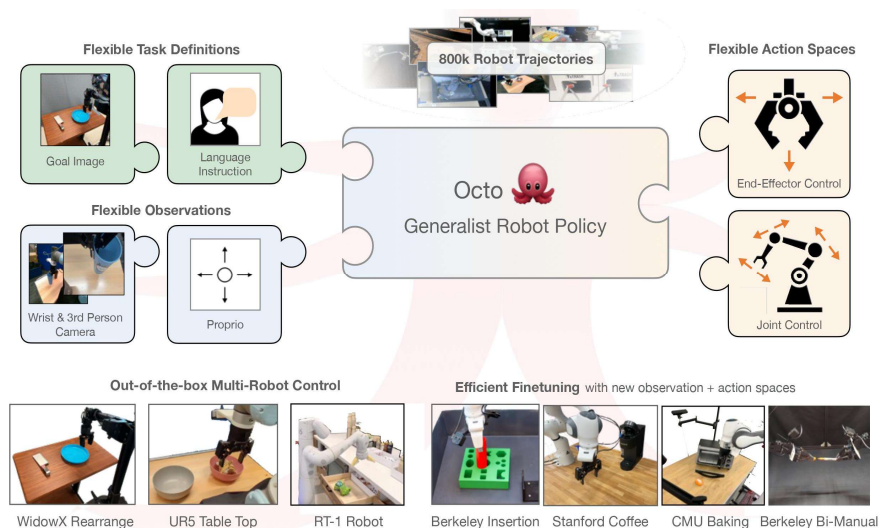 Flexible Task Definitions
800k Robot Trajectories
Flexible Action Spaces
Goal Image
Language
Instruction
End-Effector Control
Octo
Generalist Robot Policy
Flexible Observations
Wrist & 3rd Person
Camera
Proprio
Joint Control
Out-of-the-box Multi-Robot Control
Efficient Finetuning with new observation + action spaces
WidowX Rearrange
UR5 Table Top
RT-1 Robot
Berkeley Insertion
Stanford Coffee
CMU Baking
Berkeley Bi-Manual